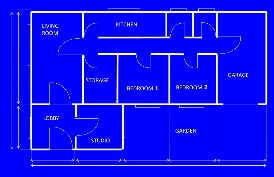 LIVING
ROOM
KITCHEN
STORAGE
BEDROOM 1
BEDROOM 2
GARAGE
LOBBY
STUDIO
GARDEN